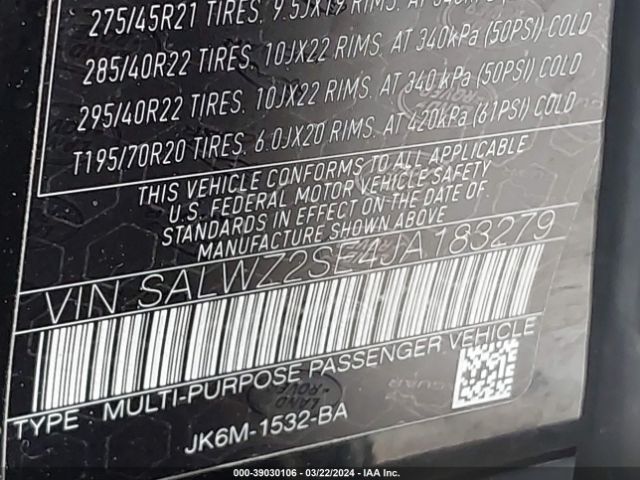 275/45R21 TIRES. 9.5JX19 RIMS. AT 340kPa
285/40R22 TIRES. 10JX22 RIMS. AT 340kPa (50PSI) COLD
295/40R22 TIRES. 10JX22 RIMS. AT 340 kPa (50PSI) COLD
T195/70R20 TIRES. 6.0JX20 RIMS. AT 420kPa (61PSI) COLD
THIS VEHICLE CONFORMS TO ALL APPLICABLE
U.S. FEDERAL MOTOR VEHICLE SAFETY
STANDARDS IN EFFECT ON THE DATE OF
MANUFACTURE SHOWN ABOVE
VIN SALWZ2SE4JA183279
TYPE: MULTI-PURPOSE PASSENGER VEHICLE
LAND ROVER
JK6M-1532-BA
000-39030106 - 03/22/2024 - IAA Inc.